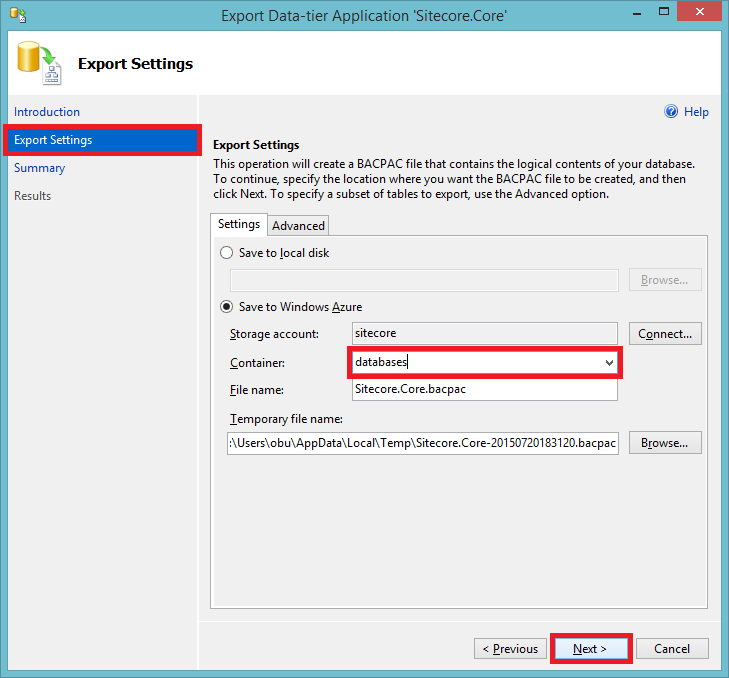 Export Data-tier Application 'Sitecore.Core'
Export Settings
Introduction
Help
Export Settings
Summary
Results
Export Settings
This operation will create a BACPAC file that contains the logical contents of your database.
To continue, specify the location where you want the BACPAC file to be created, and then
click Next. To specify a subset of tables to export, use the Advanced option.
Settings
Advanced
Save to local disk
Browse...
Save to Windows Azure
Storage account:
sitecore
Connect...
Container:
databases
File name:
Sitecore.Core.bacpac
Temporary file name:
:\Users\obu\AppData\Local\Temp\Sitecore.Core-20150720183120.bacpac
Browse...
< Previous
Next >
Cancel